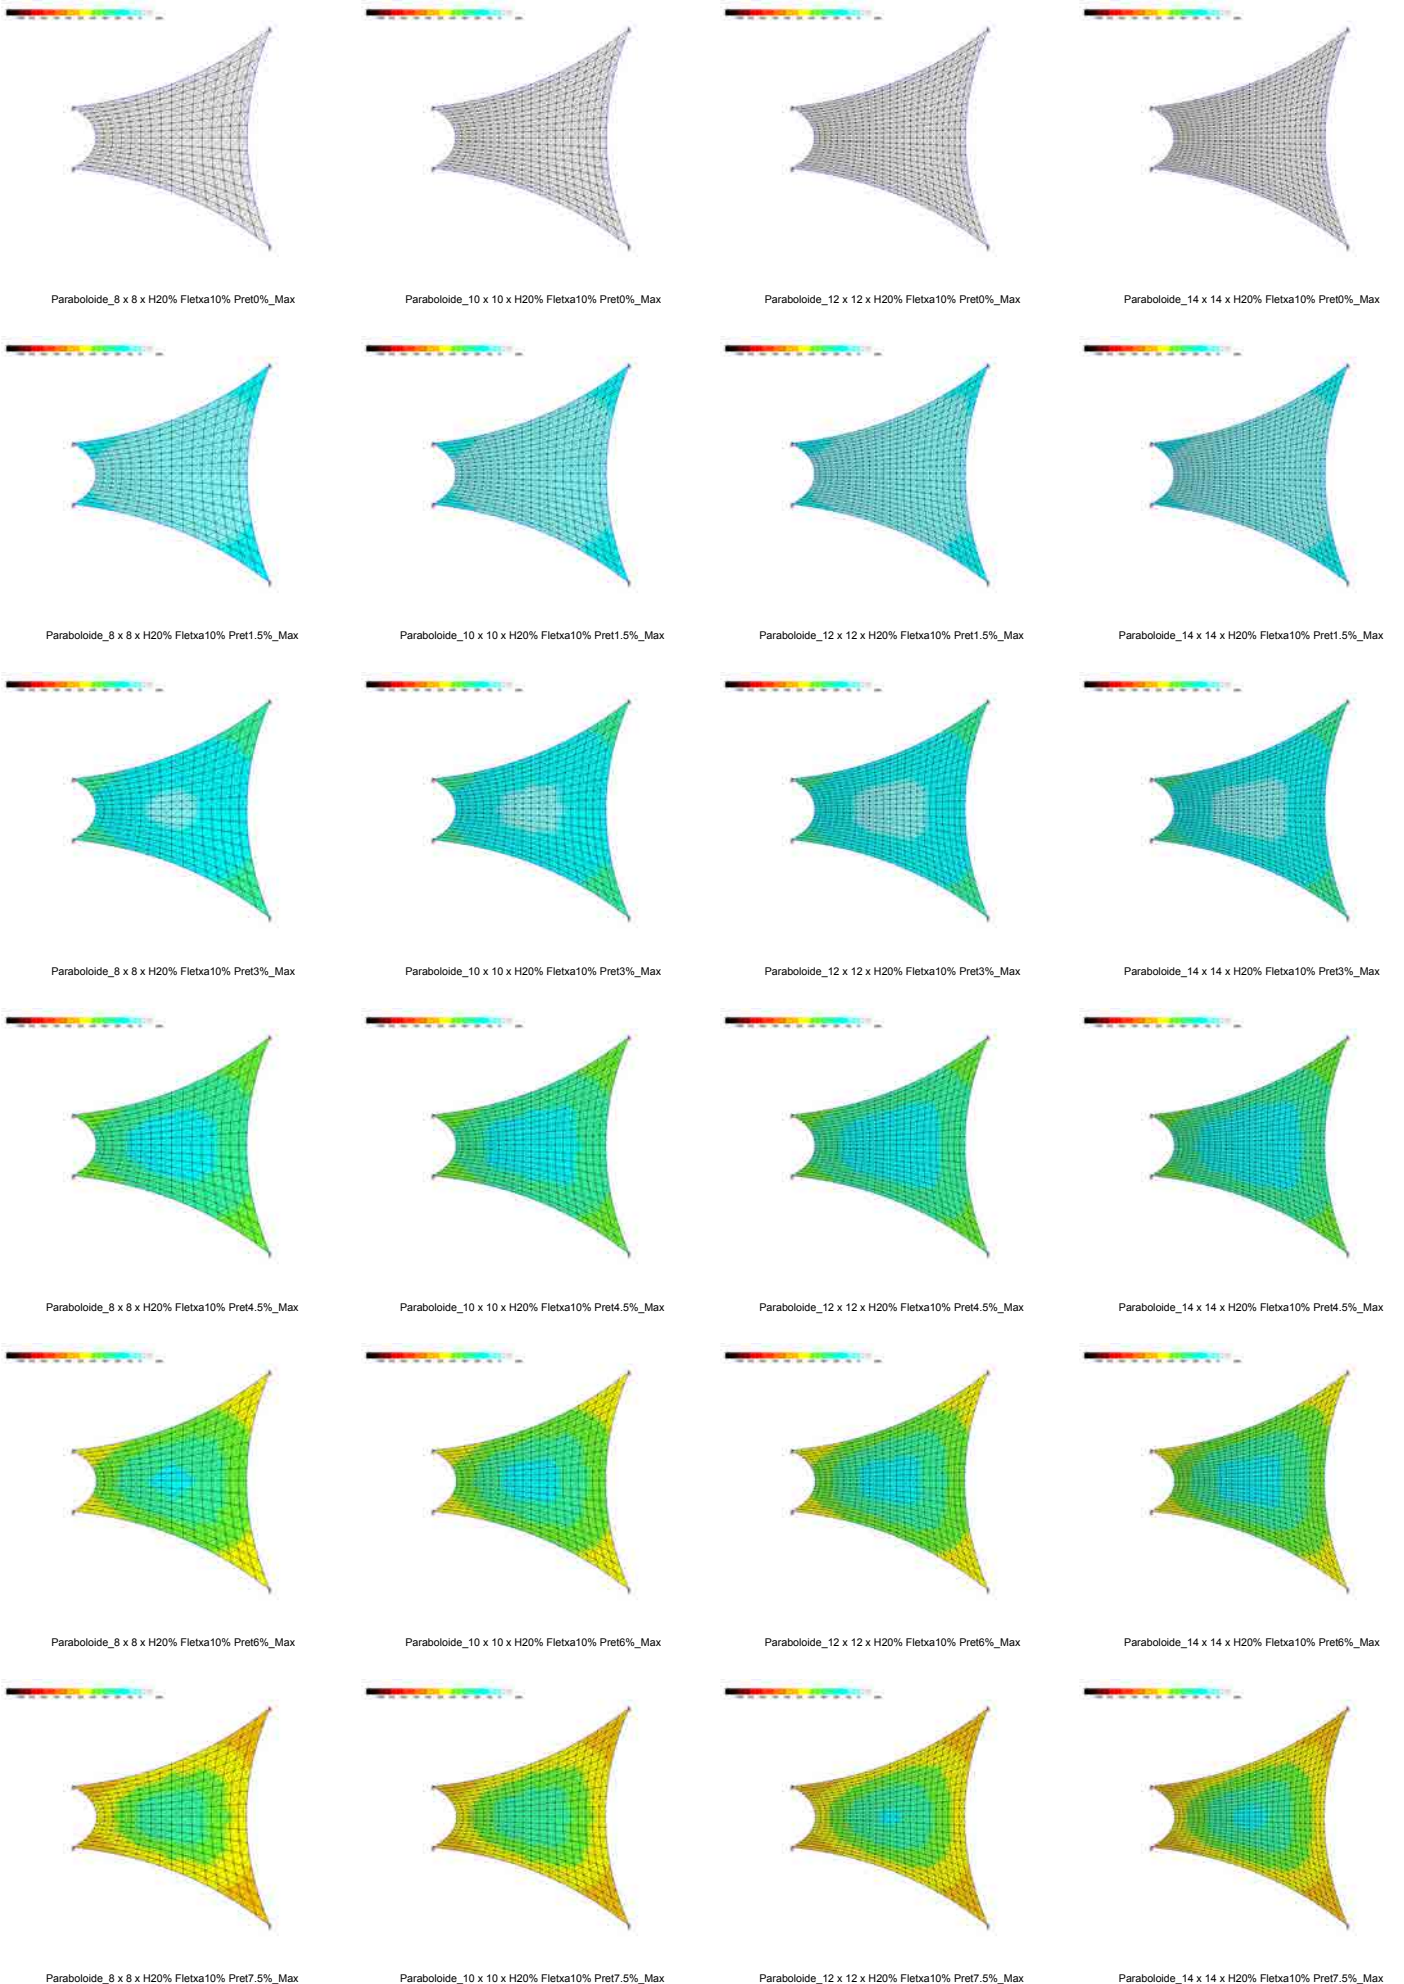 Paraboloide_8 x 8 x H20% Fletxa10% Pret0%_Max
Paraboloide_10 x 10 x H20% Fletxa10% Pret0%_Max
Paraboloide_12 x 12 x H20% Fletxa10% Pret0%_Max
Paraboloide_14 x 14 x H20% Fletxa10% Pret0%_Max
Paraboloide_8 x 8 x H20% Fletxa10% Pret1.5%_Max
Paraboloide_10 x 10 x H20% Fletxa10% Pret1.5%_Max
Paraboloide_12 x 12 x H20% Fletxa10% Pret1.5%_Max
Paraboloide_14 x 14 x H20% Fletxa10% Pret1.5%_Max
Paraboloide_8 x 8 x H20% Fletxa10% Pret3%_Max
Paraboloide_10 x 10 x H20% Fletxa10% Pret3%_Max
Paraboloide_12 x 12 x H20% Fletxa10% Pret3%_Max
Paraboloide_14 x 14 x H20% Fletxa10% Pret3%_Max
Paraboloide_8 x 8 x H20% Fletxa10% Pret4.5%_Max
Paraboloide_10 x 10 x H20% Fletxa10% Pret4.5%_Max
Paraboloide_12 x 12 x H20% Fletxa10% Pret4.5%_Max
Paraboloide_14 x 14 x H20% Fletxa10% Pret4.5%_Max
Paraboloide_8 x 8 x H20% Fletxa10% Pret6%_Max
Paraboloide_10 x 10 x H20% Fletxa10% Pret6%_Max
Paraboloide_12 x 12 x H20% Fletxa10% Pret6%_Max
Paraboloide_14 x 14 x H20% Fletxa10% Pret6%_Max
Paraboloide_8 x 8 x H20% Fletxa10% Pret7.5%_Max
Paraboloide_10 x 10 x H20% Fletxa10% Pret7.5%_Max
Paraboloide_12 x 12 x H20% Fletxa10% Pret7.5%_Max
Paraboloide_14 x 14 x H20% Fletxa10% Pret7.5%_Max